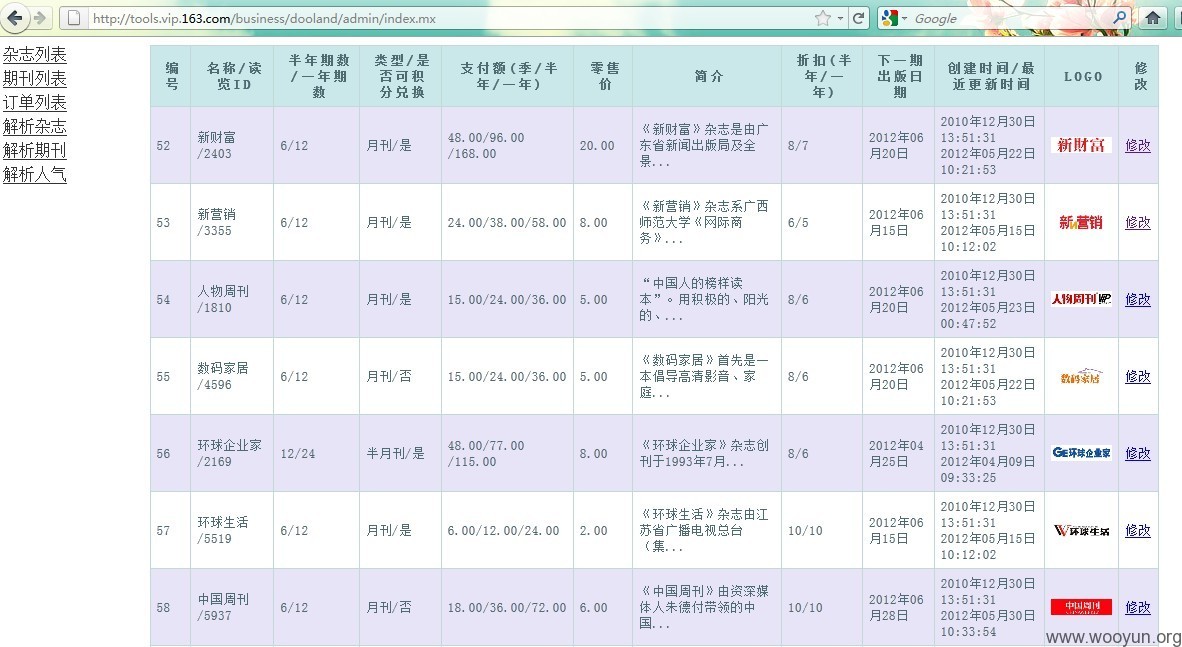 http://tools.vip.163.com/business/dooland/admin/index.mx
Google
杂志列表
期刊列表
订单列表
解析杂志
解析期刊
解析人气
编号
名称/读览ID
半年期数/一年期数
类型/是否可积分兑换
支付额(季/半年/一年)
零售价
简介
折扣(半年/一年)
下一期出版日期
创建时间/最近更新时间
LOGO
修改
52
新财富
/2403
6/12
月刊/是
48.00/96.00
/168.00
20.00
《新财富》杂志是由广
东省新闻出版局及全
景...
8/7
2012年06
月20日
2010年12月30日
13:51:31
2012年05月22日
10:21:53
新财富
修改
53
新营销
/3355
6/12
月刊/是
24.00/38.00/58.00
8.00
《新营销》杂志系广西
师范大学《网际商
务》...
6/5
2012年06
月15日
2010年12月30日
13:51:31
2012年05月15日
10:12:02
新营销
修改
54
人物周刊
/1810
6/12
月刊/是
15.00/24.00/36.00
5.00
“中国人的榜样读
本”。用积极的、阳光
的、...
8/6
2012年06
月20日
2010年12月30日
13:51:31
2012年05月23日
00:47:52
人物周刊 VIP
修改
55
数码家居
/4596
6/12
月刊/否
15.00/24.00/36.00
5.00
《数码家居》首先是一
本倡导高清影音、家
庭...
8/6
2012年06
月20日
2010年12月30日
13:51:31
2012年05月22日
10:21:53
数码家居
修改
56
环球企业家
/2169
12/24
半月刊/是
48.00/77.00
/115.00
8.00
《环球企业家》杂志创
刊于1993年7月...
8/6
2012年04
月25日
2010年12月30日
13:51:31
2012年04月09日
09:33:25
GE环球企业家
修改
57
环球生活
/5519
6/12
月刊/是
6.00/12.00/24.00
2.00
《环球生活》杂志由江
苏省广播电视总台
（集...
10/10
2012年06
月15日
2010年12月30日
13:51:31
2012年05月15日
10:12:02
环球生活
修改
58
中国周刊
/5937
6/12
月刊/否
18.00/36.00/72.00
6.00
《中国周刊》由资深媒
体人朱德付带领的中
国...
10/10
2012年06
月28日
2010年12月30日
13:51:31
2012年05月30日
10:33:54
中国周刊
修改
www.wooyun.org